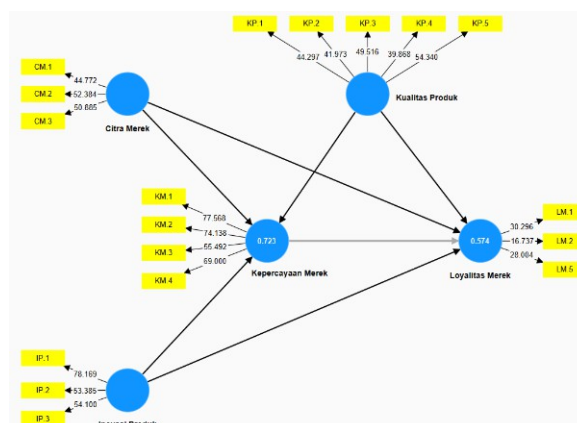 KP.1
KP.2
KP.3
KP.4
KP.5
44.297
41.973
49.516
39.868
54.340
CM.1
CM.2
CM.3
44.772
52.384
50.885
Citra Merek
Kualitas Produk
KM.1
KM.2
KM.3
KM.4
77.568
74.138
55.492
69.000
0.723
Kepercayaan Merek
0.574
Loyalitas Merek
30.296
16.737
28.084
LM.1
LM.2
LM.5
IP.1
IP.2
IP.3
78.169
53.385
54.100
Inovasi Produk